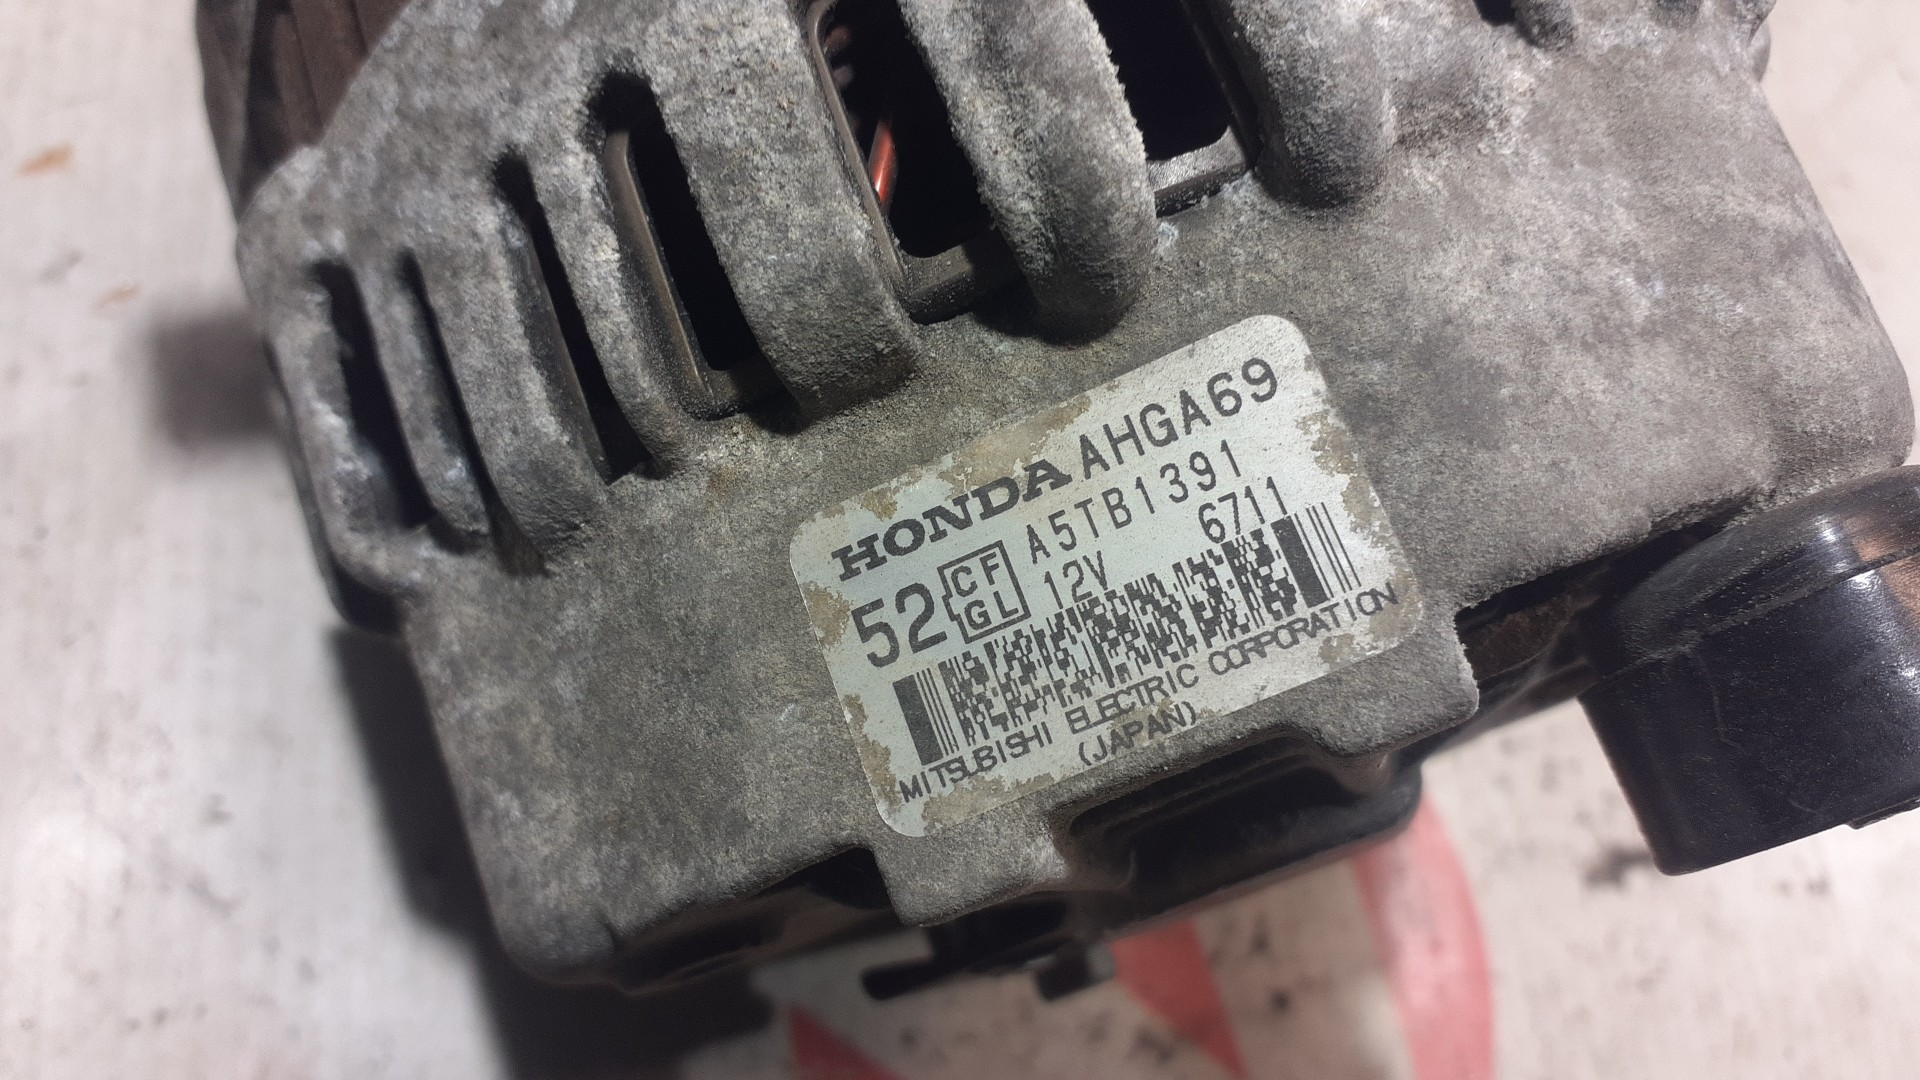 HONDA AHGA69
52 CF GL A5TB1391
12V 6711
MITSUBISHI ELECTRIC CORPORATION
(JAPAN)